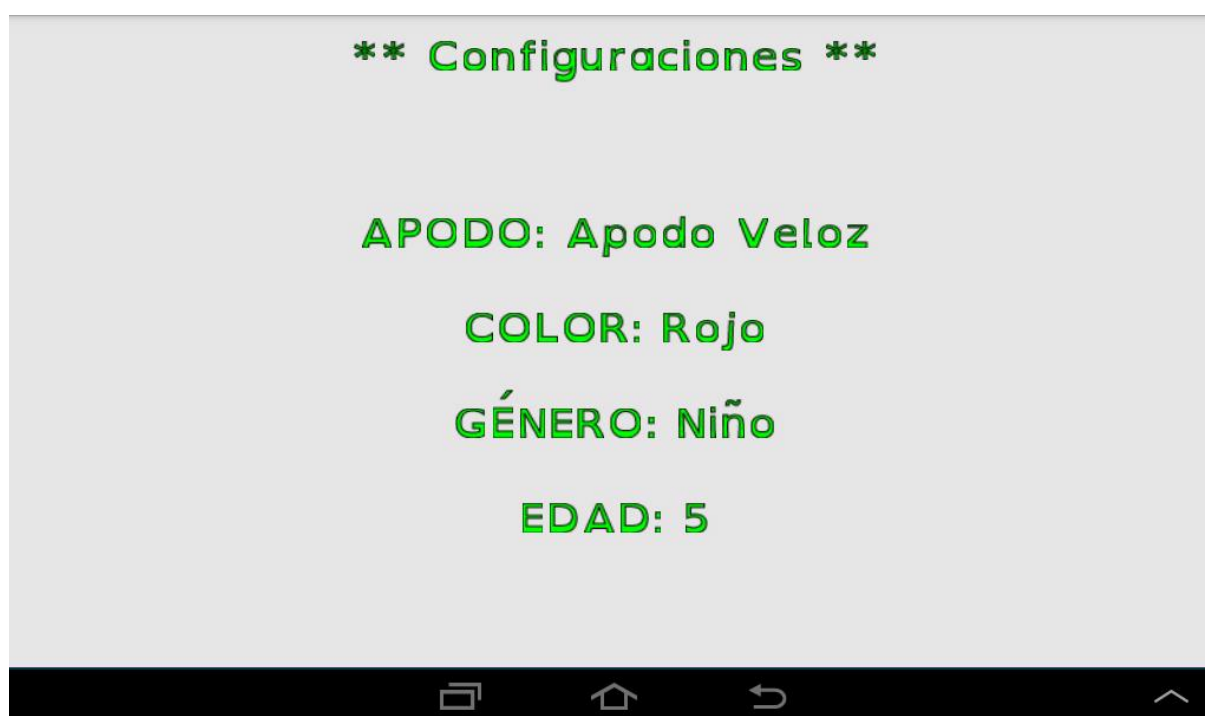 ** Configuraciones **
APODO: Apodo Veloz
COLOR: Rojo
GÉNERO: Niño
EDAD: 5